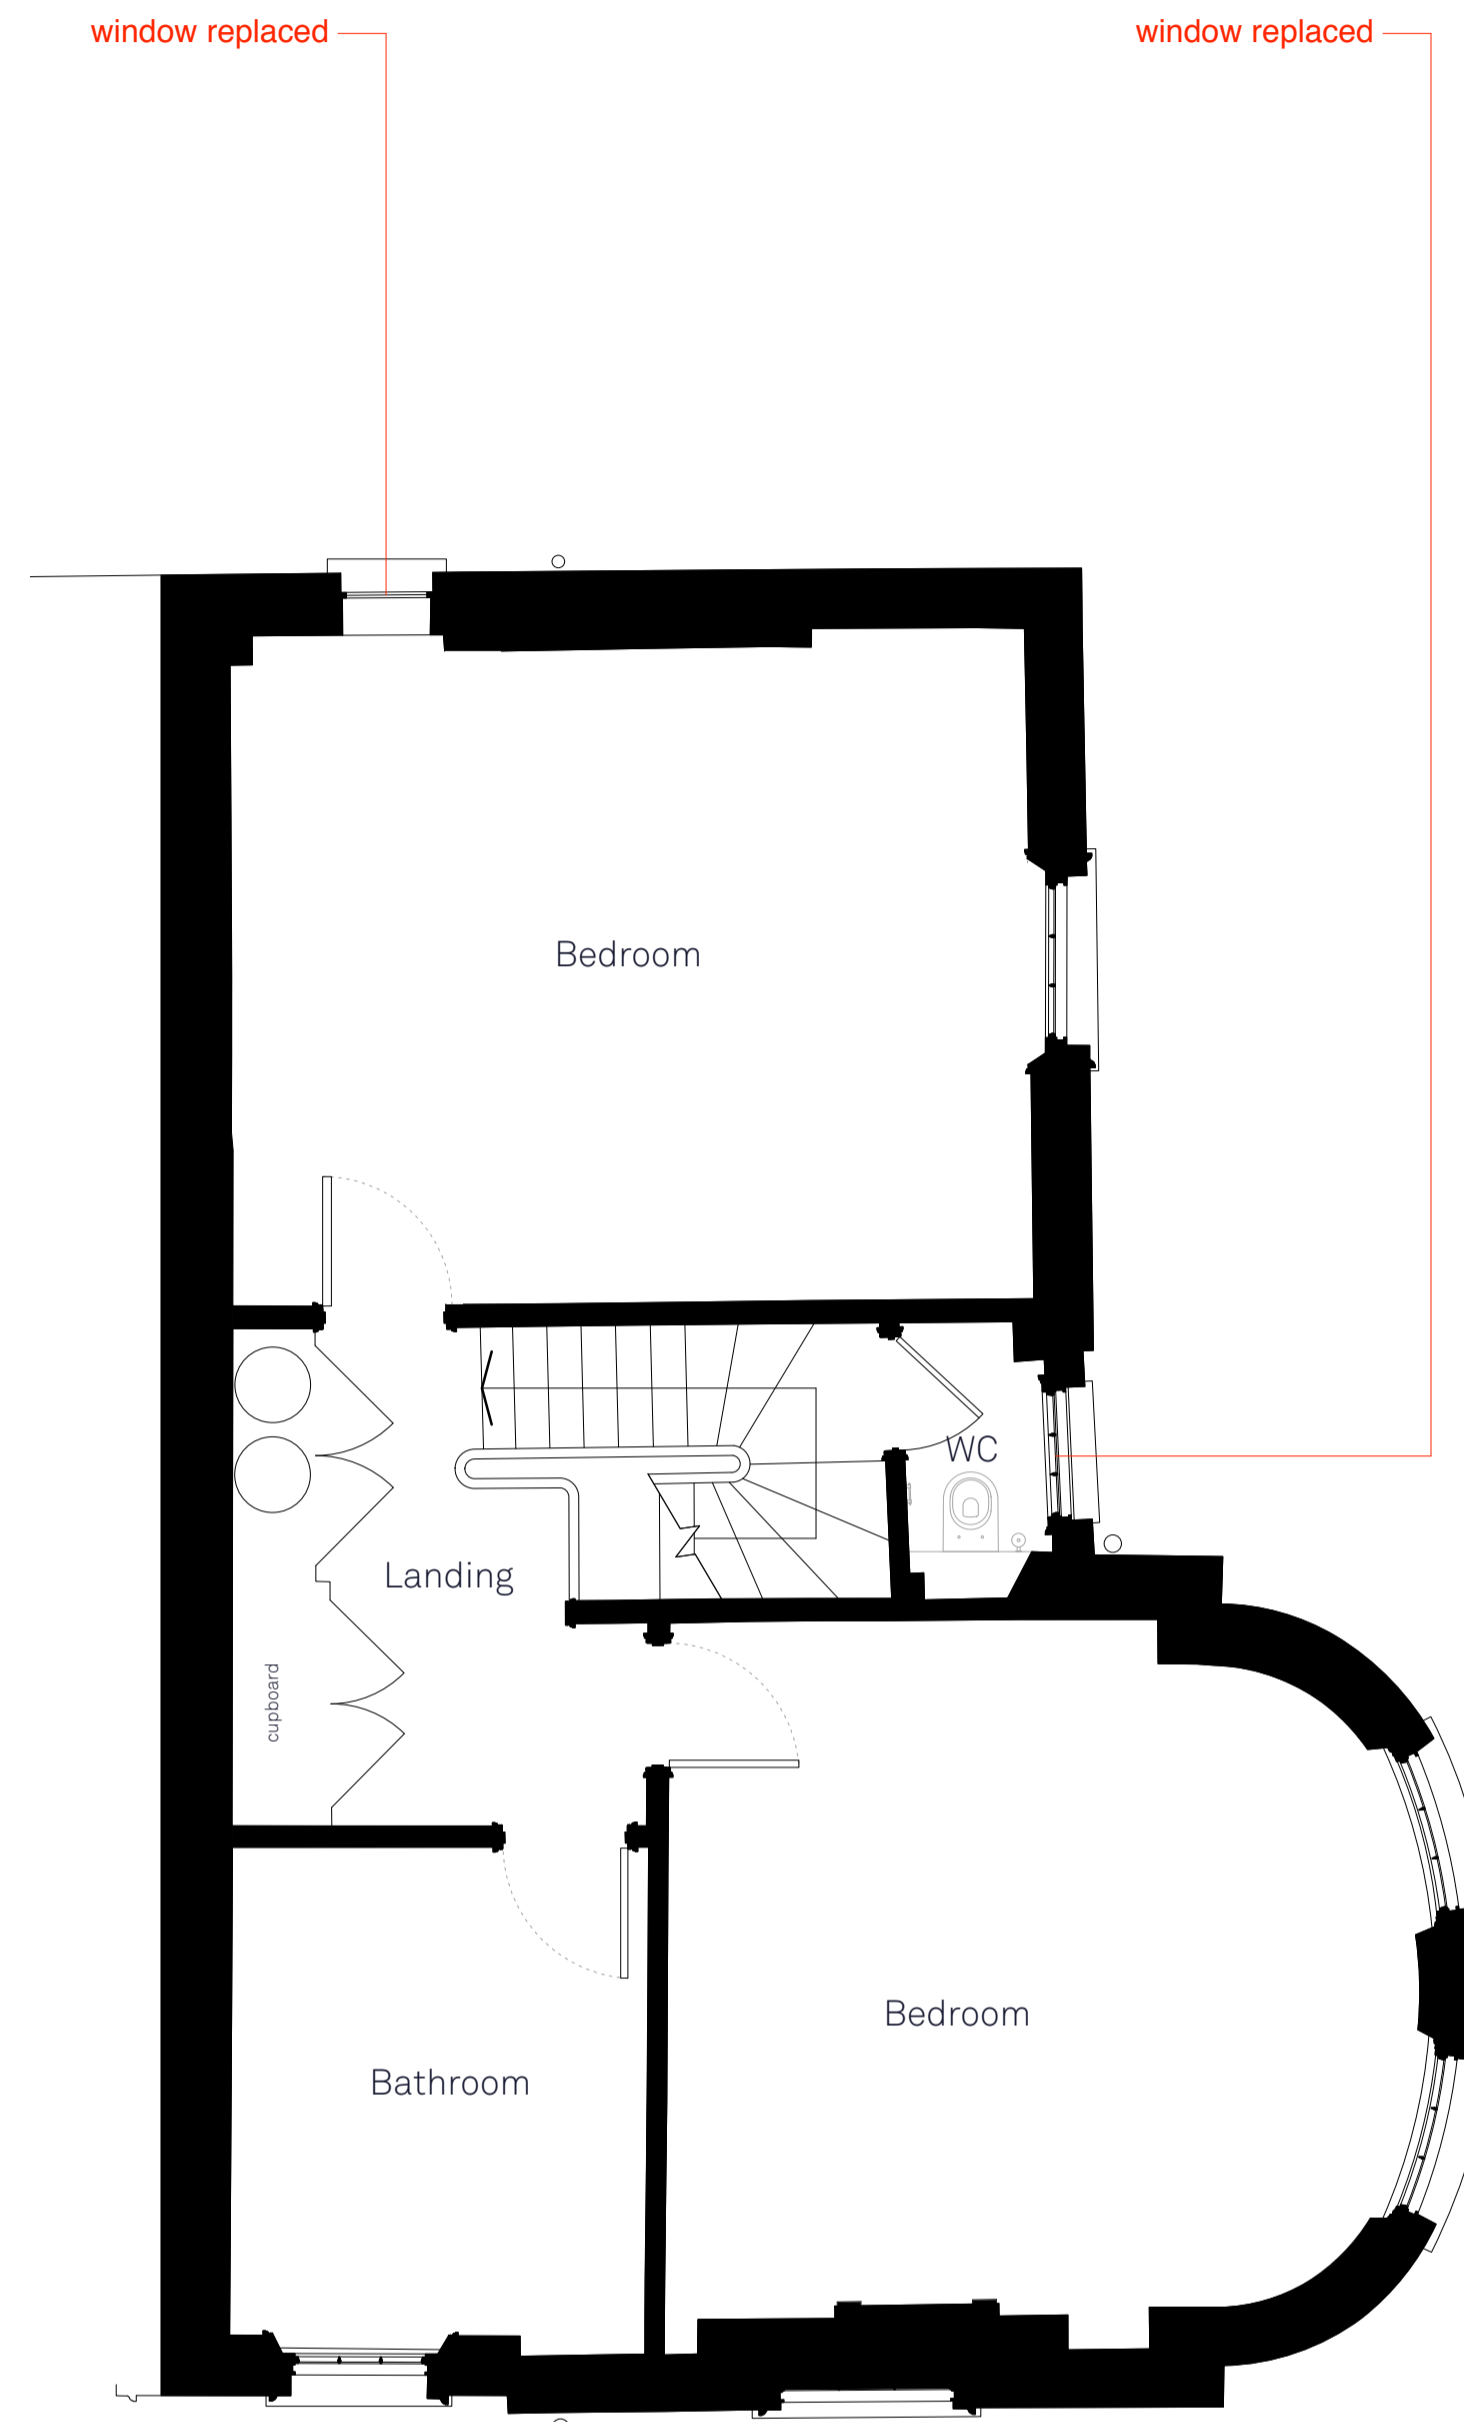 window replaced
window replaced
Bedroom
WC
Landing
cupboard
Bedroom
Bathroom